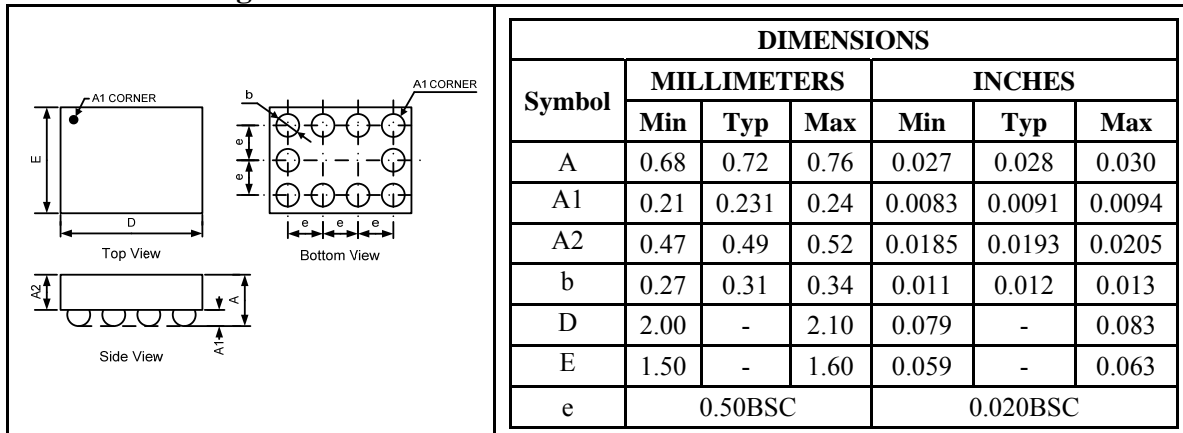 A1 CORNER
E
D
Top View
b
A1 CORNER
e
e
e e e
Bottom View
A2
A
A1
Side View
DIMENSIONS
Symbol MILLIMETERS INCHES
Min Typ Max Min Typ Max
A 0.68 0.72 0.76 0.027 0.028 0.030
A1 0.21 0.231 0.24 0.0083 0.0091 0.0094
A2 0.47 0.49 0.52 0.0185 0.0193 0.0205
b 0.27 0.31 0.34 0.011 0.012 0.013
D 2.00 - 2.10 0.079 - 0.083
E 1.50 - 1.60 0.059 - 0.063
e 0.50BSC 0.020BSC